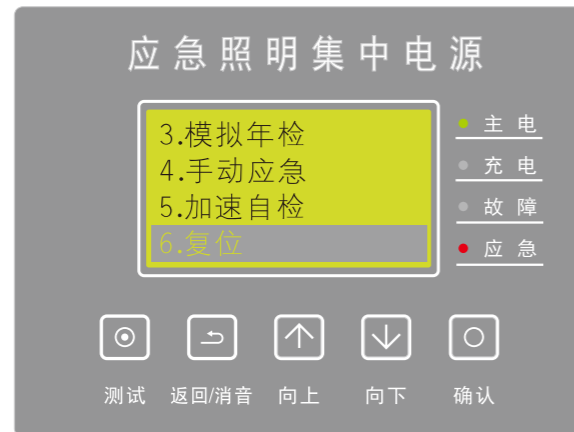 应急照明集中电源
3.模拟年检
4.手动应急
5.加速自检
6.复位
主电
充电
故障
应急
测试 返回/消音 向上 向下 确认